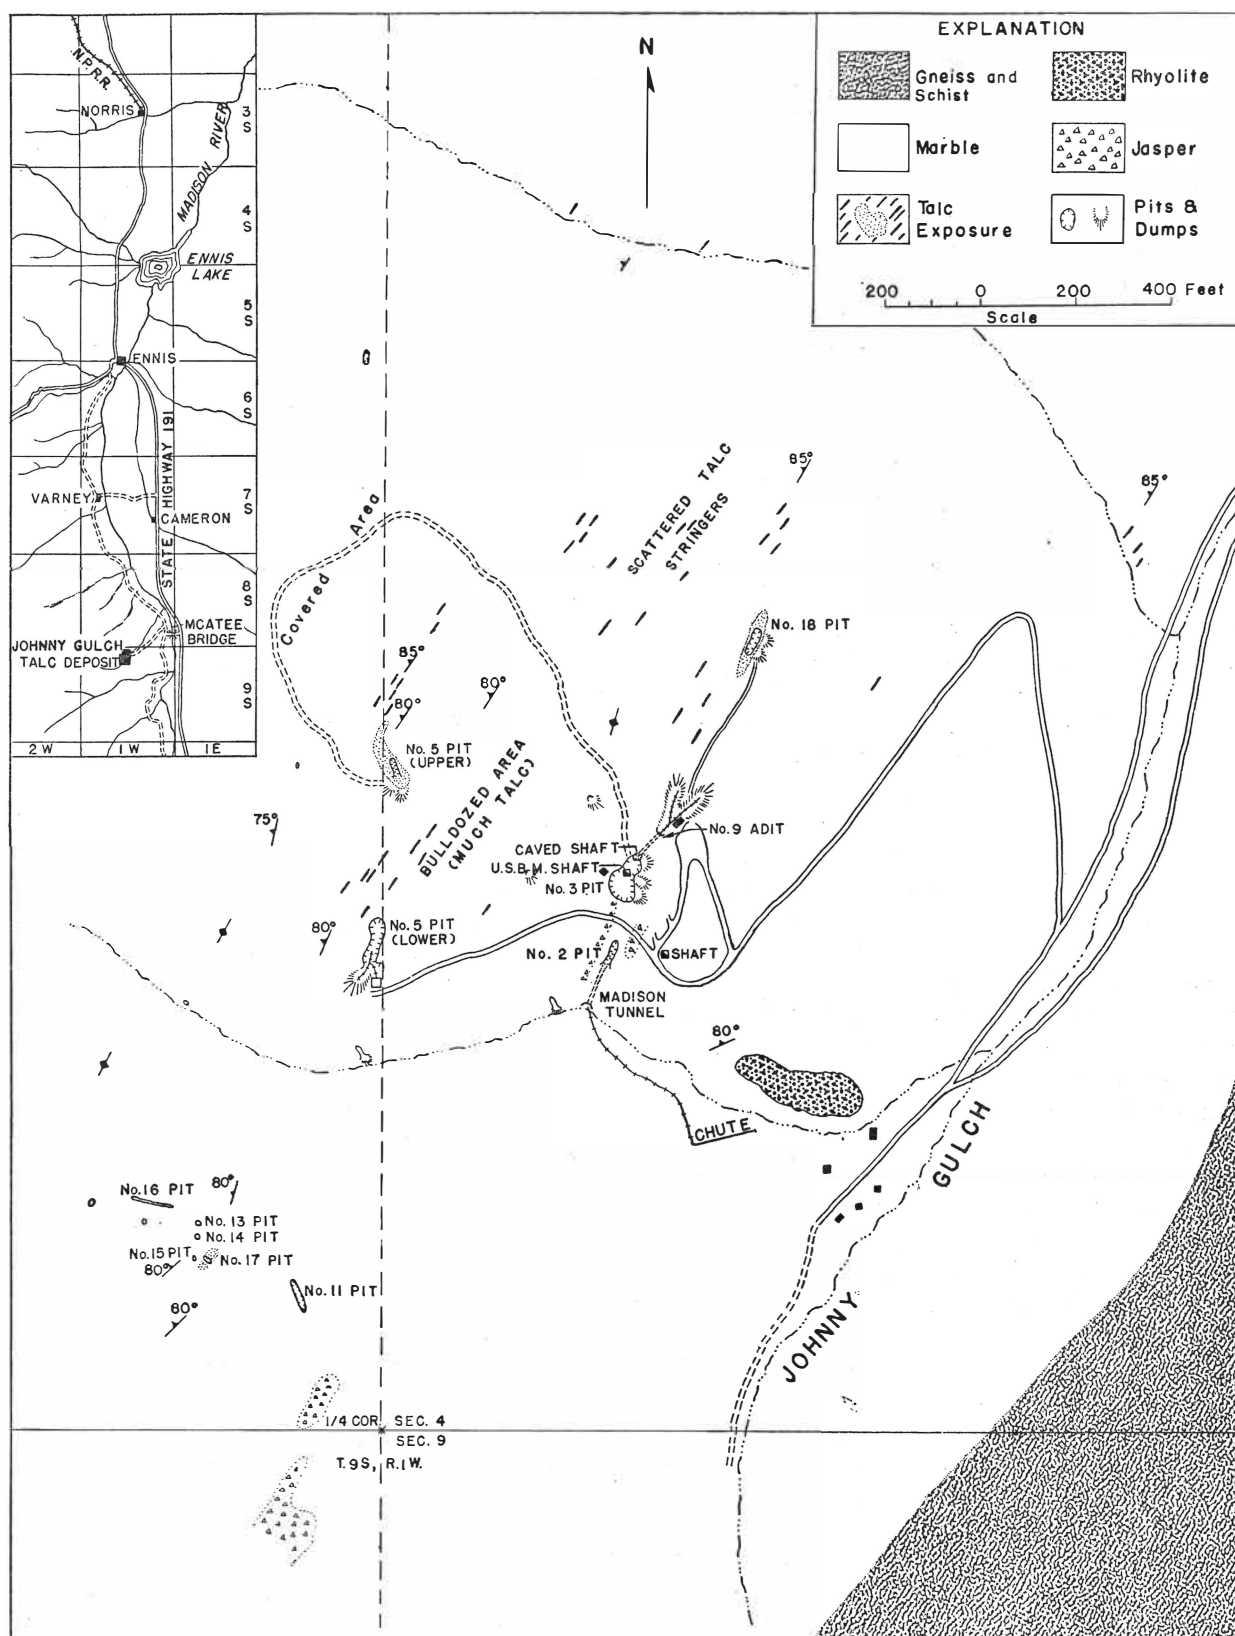 EXPLANATION
Gneiss and
Schist
Rhyolite
Marble
Jasper
Talc
Exposure
Pits &
Dumps
200 0 200 400 Feet
Scale
N
N.P.R.R.
NORRIS
MADISON RIVER
3
S
4
S
ENNIS
LAKE
5
S
ENNIS
6
S
STATE HIGHWAY 191
VARNEY
7
S
CAMERON
8
S
MCATEE
BRIDGE
JOHNNY GULCH
TALC DEPOSIT
9
S
2 W 1 W 1 E
Covered Area
SCATTERED TALC
STRINGERS
85°
85°
No. 18 PIT
85°
80°
80°
No. 5 PIT
(UPPER)
BULLDOZED AREA
(MUCH TALC)
75°
No. 9 ADIT
CAVED SHAFT
U.S.B.M. SHAFT
No. 3 PIT
80°
No. 5 PIT
(LOWER)
No. 2 PIT
SHAFT
MADISON
TUNNEL
80°
CHUTE
JOHNNY GULCH
No. 16 PIT
80°
No. 13 PIT
No. 14 PIT
No. 15 PIT
No. 17 PIT
80°
No. 11 PIT
80°
1/4 COR. SEC. 4
SEC. 9
T. 9S, R. 1W.